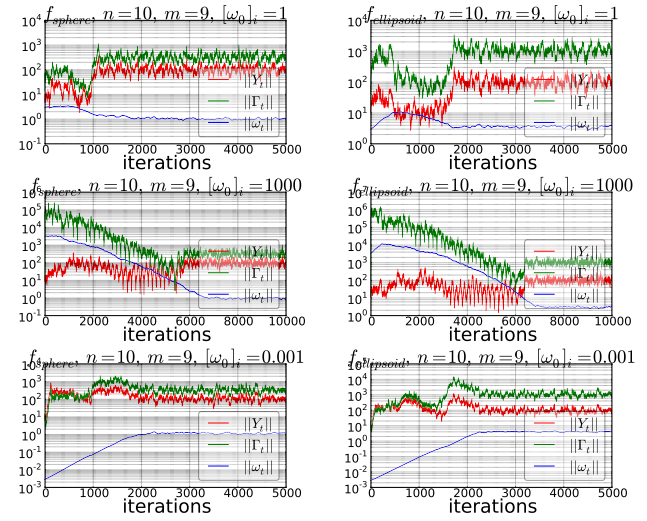 f_sphere, n=10, m=9, [ω_0]_i=1
10^4
10^3
10^2
10^1
10^0
10^-1
0 1000 2000 3000 4000 5000
iterations
||Y_t||
||Γ_t||
||ω_t||
f_ellipsoid, n=10, m=9, [ω_0]_i=1
10^4
10^3
10^2
10^1
10^0
0 1000 2000 3000 4000 5000
iterations
||Y_t||
||Γ_t||
||ω_t||
f_sphere, n=10, m=9, [ω_0]_i=1000
10^6
10^5
10^4
10^3
10^2
10^1
10^0
10^-1
0 2000 4000 6000 8000 10000
iterations
||Y_t||
||Γ_t||
||ω_t||
f_ellipsoid, n=10, m=9, [ω_0]_i=1000
10^7
10^6
10^5
10^4
10^3
10^2
10^1
10^0
0 2000 4000 6000 8000 10000
iterations
||Y_t||
||Γ_t||
||ω_t||
f_sphere, n=10, m=9, [ω_0]_i=0.001
10^4
10^3
10^2
10^1
10^0
10^-1
10^-2
10^-3
0 1000 2000 3000 4000 5000
iterations
||Y_t||
||Γ_t||
||ω_t||
f_ellipsoid, n=10, m=9, [ω_0]_i=0.001
10^5
10^4
10^3
10^2
10^1
10^0
10^-1
10^-2
10^-3
0 1000 2000 3000 4000 5000
iterations
||Y_t||
||Γ_t||
||ω_t||